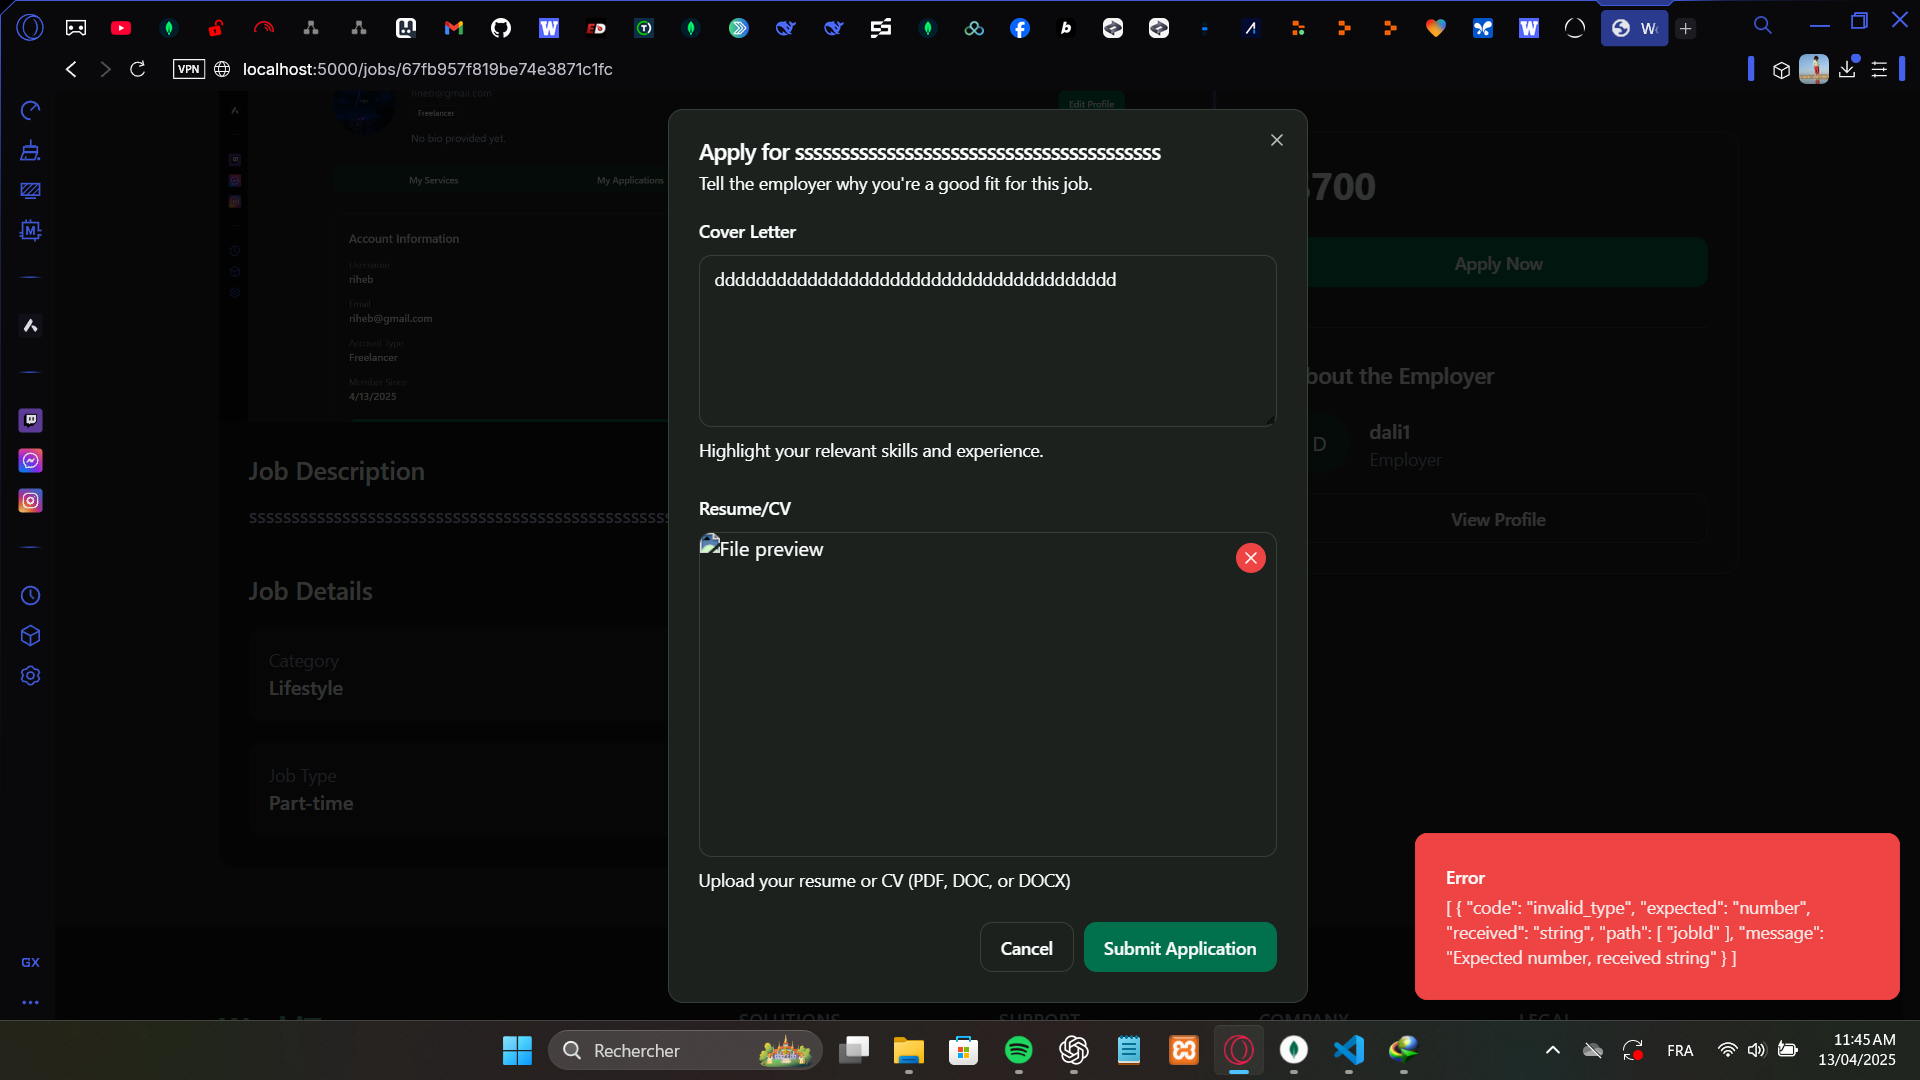 W
VPN localhost:5000/jobs/67fb957f819be74e3871c1fc
riheb@gmail.com
Freelancer
No bio provided yet.
Edit Profile
My Services
My Applications
Account Information
Username
riheb
Email
riheb@gmail.com
Account Type
Freelancer
Member Since
4/13/2025
Job Description
Job Details
Category
Lifestyle
Job Type
Part-time
Apply for ssssssssssssssssssssssssssssssssssssssss
Tell the employer why you're a good fit for this job.
Cover Letter
ddddddddddddddddddddddddddddddddddddddd
Highlight your relevant skills and experience.
Resume/CV
File preview
Upload your resume or CV (PDF, DOC, or DOCX)
Cancel
Submit Application
700
Apply Now
bout the Employer
D
dali1
Employer
View Profile
Error
[ { "code": "invalid_type", "expected": "number",
"received": "string", "path": [ "jobId" ], "message":
"Expected number, received string" } ]
SOLUTIONS
SUPPORT
COMPANY
LEGAL
GX
Rechercher
FRA
11:45 AM
13/04/2025